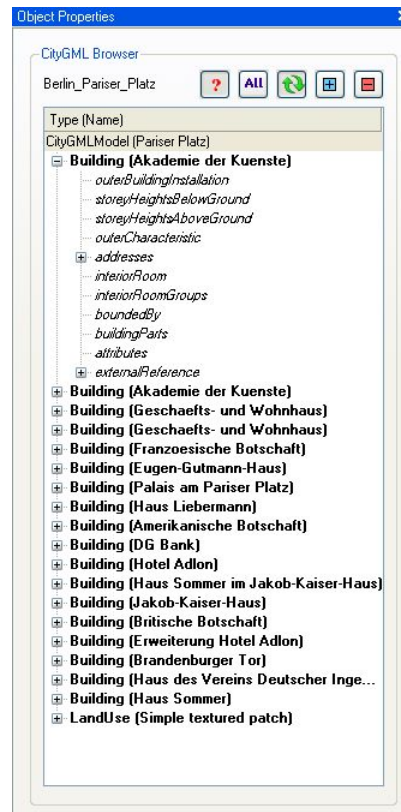 Object Properties
CityGML Browser
Berlin_Pariser_Platz ? All
Type (Name)
CityGMLModel (Pariser Platz)
Building (Akademie der Kuenste)
outerBuildingInstallation
storeyHeightsBelowGround
storeyHeightsAboveGround
outerCharacteristic
addresses
interiorRoom
interiorRoomGroups
boundedBy
buildingParts
attributes
externalReference
Building (Akademie der Kuenste)
Building (Geschaefts- und Wohnhaus)
Building (Geschaefts- und Wohnhaus)
Building (Franzoesische Botschaft)
Building (Eugen-Gutmann-Haus)
Building (Palais am Pariser Platz)
Building (Haus Liebermann)
Building (Amerikanische Botschaft)
Building (DG Bank)
Building (Hotel Adlon)
Building (Haus Sommer im Jakob-Kaiser-Haus)
Building (Jakob-Kaiser-Haus)
Building (Britische Botschaft)
Building (Erweiterung Hotel Adlon)
Building (Brandenburger Tor)
Building (Haus des Vereins Deutscher Inge...
Building (Haus Sommer)
LandUse (Simple textured patch)